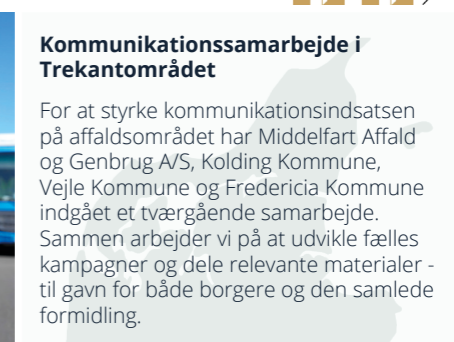 Kommunikationssamarbejde i
Trekantområdet
For at styrke kommunikationsindsatsen
på affaldsområdet har Middelfart Affald
og Genbrug A/S, Kolding Kommune,
Vejle Kommune og Fredericia Kommune
indgået et tværgående samarbejde.
Sammen arbejder vi på at udvikle fælles
kampagner og dele relevante materialer -
til gavn for både borgere og den samlede
formidling.